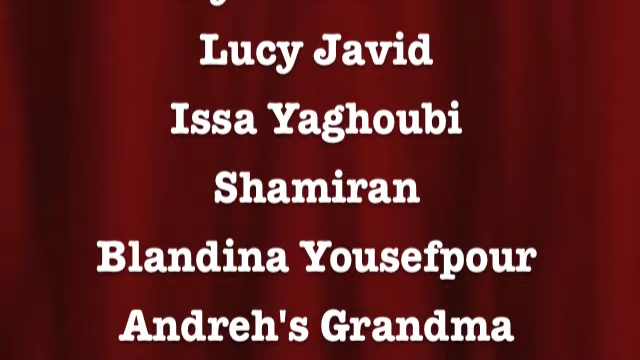 Lucy Javid
Issa Yaghoubi
Shamiran
Blandina Yousefpour
Andreh's Grandma